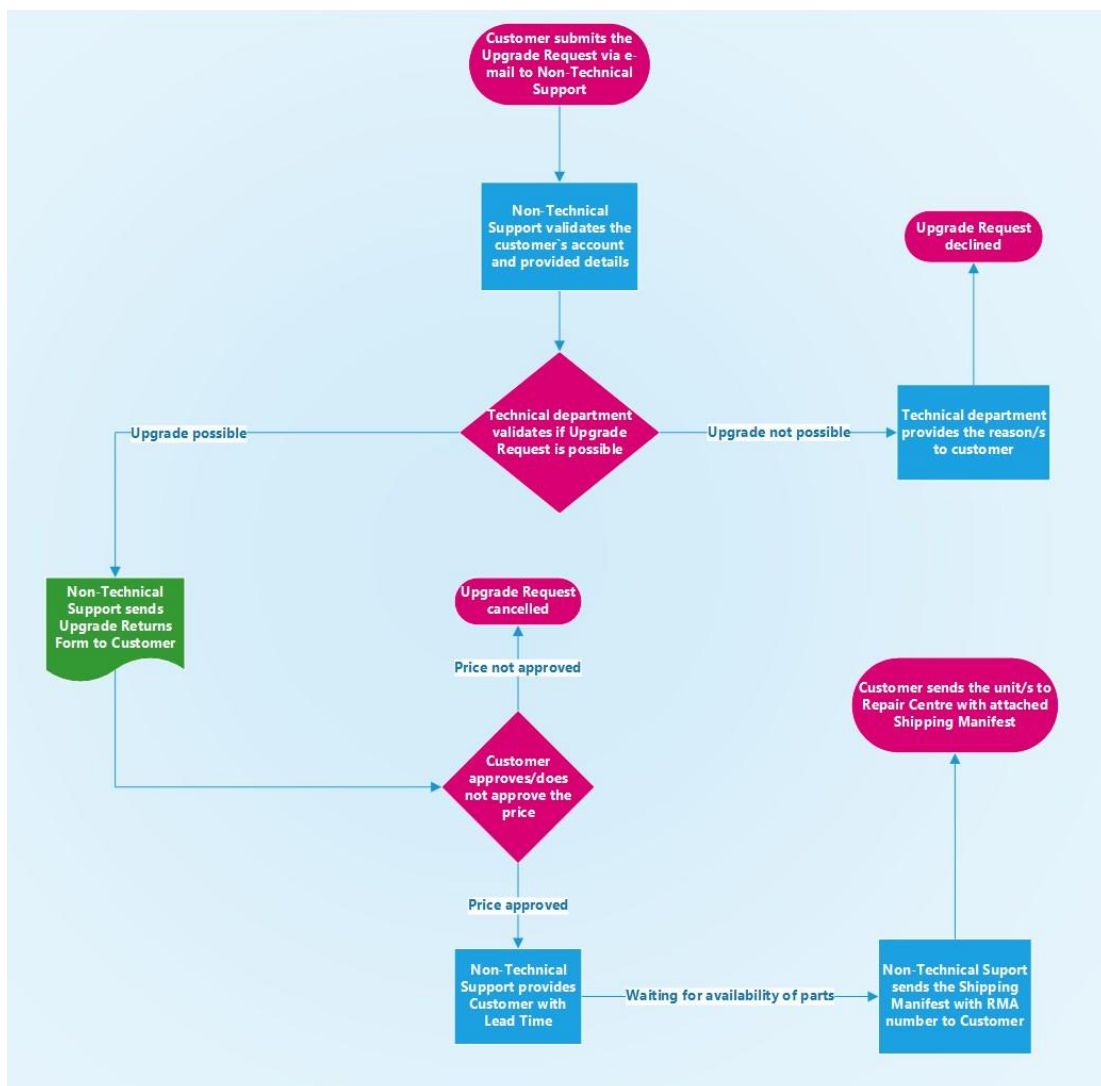 Customer submits the
Upgrade Request via e-
mail to Non-Technical
Support
Non-Technical
Support validates the
customer`s account
and provided details
Upgrade Request
declined
Technical department
validates if Upgrade
Request is possible
Upgrade possible
Upgrade not possible
Technical department
provides the reason/s
to customer
Non-Technical
Support sends
Upgrade Returns
Form to Customer
Upgrade Request
cancelled
Price not approved
Customer
approves/does
not approve the
price
Customer sends the unit/s to
Repair Centre with attached
Shipping Manifest
Price approved
Non-Technical
Support provides
Customer with
Lead Time
Waiting for availability of parts
Non-Technical Suport
sends the Shipping
Manifest with RMA
number to Customer